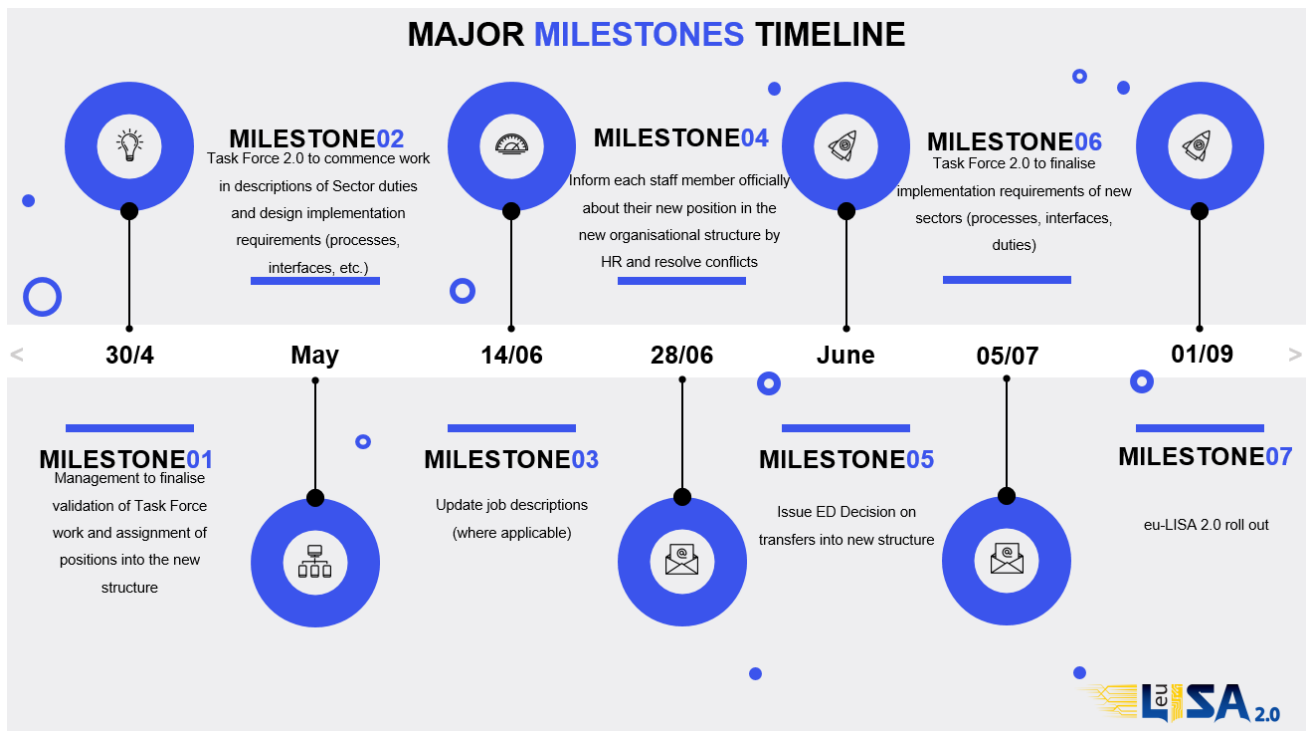 MAJOR MILESTONES TIMELINE
MILESTONE02
Task Force 2.0 to commence work
in descriptions of Sector duties
and design implementation
requirements (processes,
interfaces, etc.)
MILESTONE04
Inform each staff member officially
about their new position in the
new organisational structure by
HR and resolve conflicts
MILESTONE06
Task Force 2.0 to finalise
implementation requirements of new
sectors (processes, interfaces,
duties)
< 30/4 May 14/06 28/06 June 05/07 01/09 >
MILESTONE01
Management to finalise
validation of Task Force
work and assignment of
positions into the new
structure
MILESTONE03
Update job descriptions
(where applicable)
MILESTONE05
Issue ED Decision on
transfers into new structure
MILESTONE07
eu-LISA 2.0 roll out
@
@
eu LISA 2.0